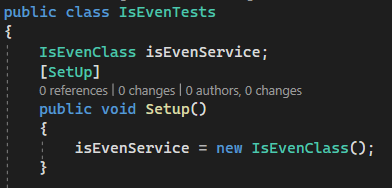 public class IsEvenTests
{
IsEvenClass isEvenService;
[SetUp]
0 references | 0 changes | 0 authors, 0 changes
public void Setup()
{
isEvenService = new IsEvenClass();
}